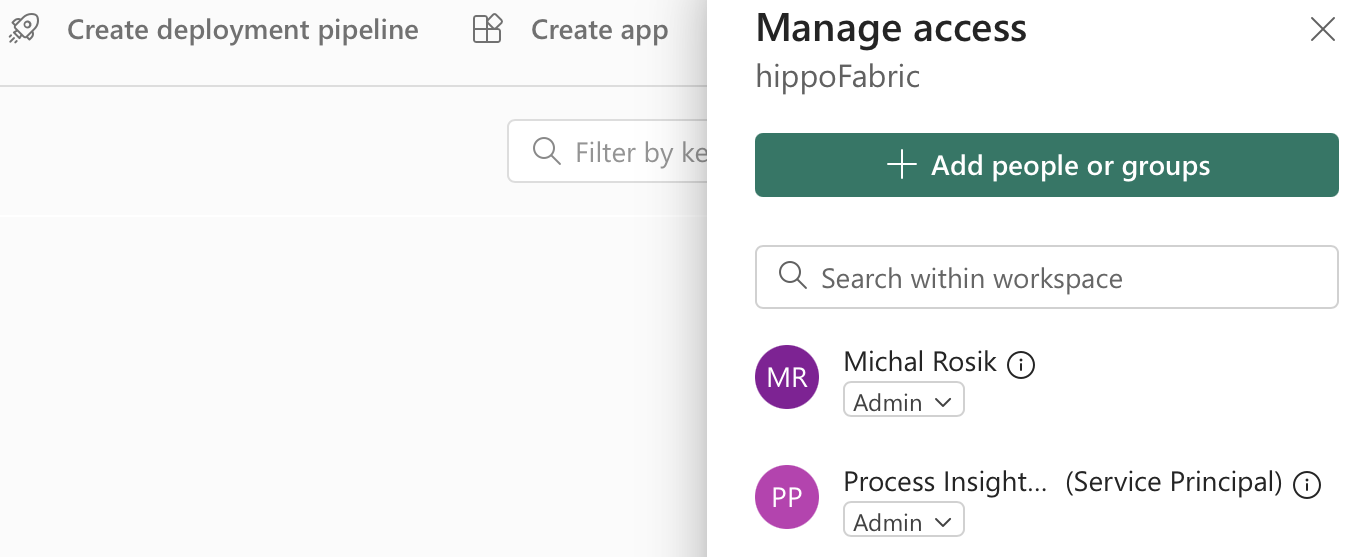 Create deployment pipeline
Create app
Filter by ke
Manage access
hippoFabric
Add people or groups
Search within workspace
MR
Michal Rosik
Admin
PP
Process Insight... (Service Principal)
Admin